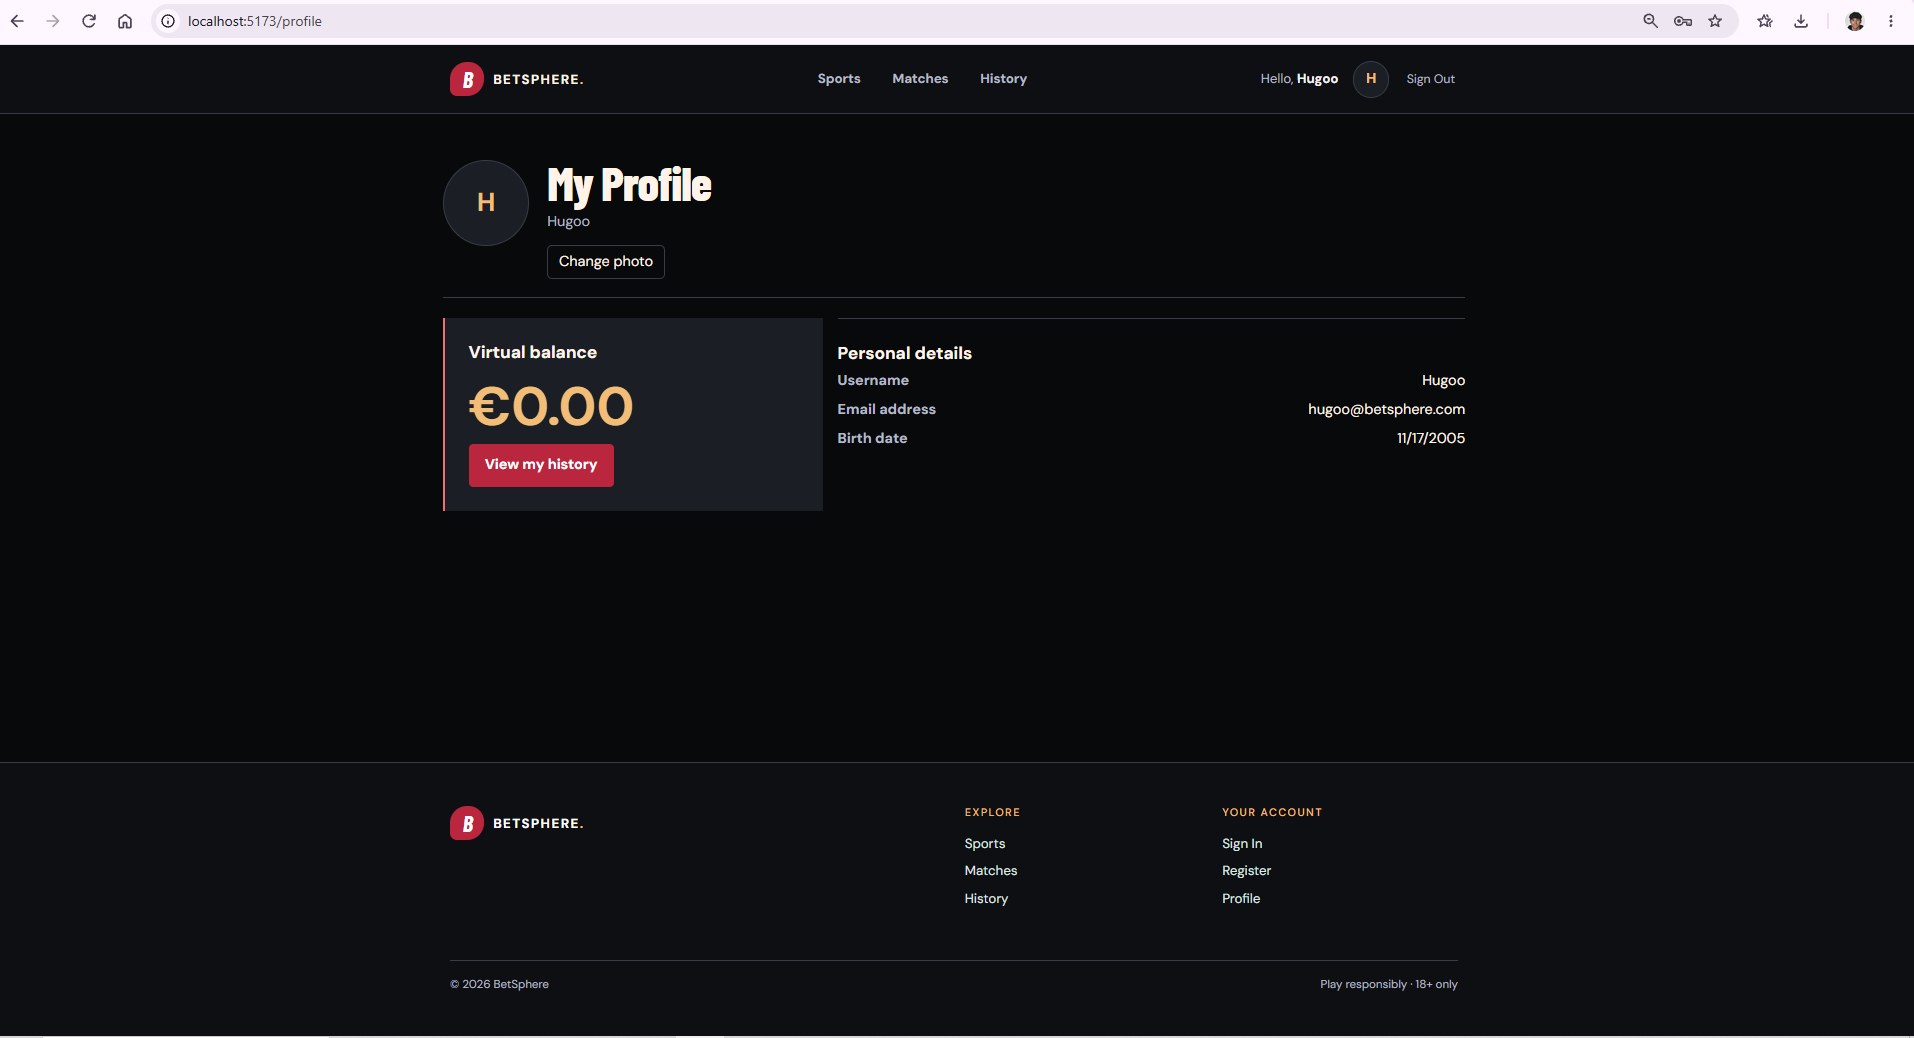 localhost:5173/profile
B BETSPHERE.
Sports Matches History
Hello, Hugoo H Sign Out
H
My Profile
Hugoo
Change photo
Virtual balance
€0.00
View my history
Personal details
Username Hugoo
Email address hugoo@betsphere.com
Birth date 11/17/2005
B BETSPHERE.
EXPLORE
Sports
Matches
History
YOUR ACCOUNT
Sign In
Register
Profile
© 2026 BetSphere
Play responsibly · 18+ only